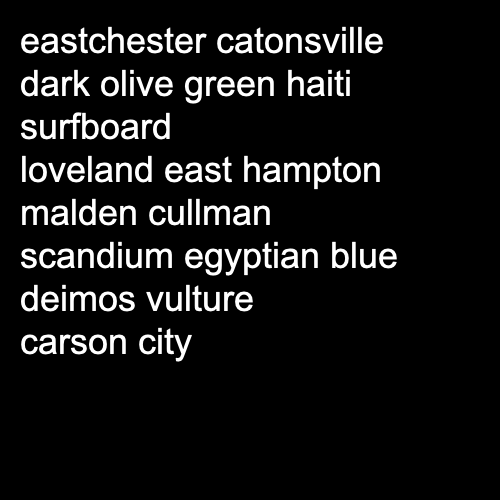 eastchester catonsville
dark olive green haiti
surfboard
loveland east hampton
malden cullman
scandium egyptian blue
deimos vulture
carson city